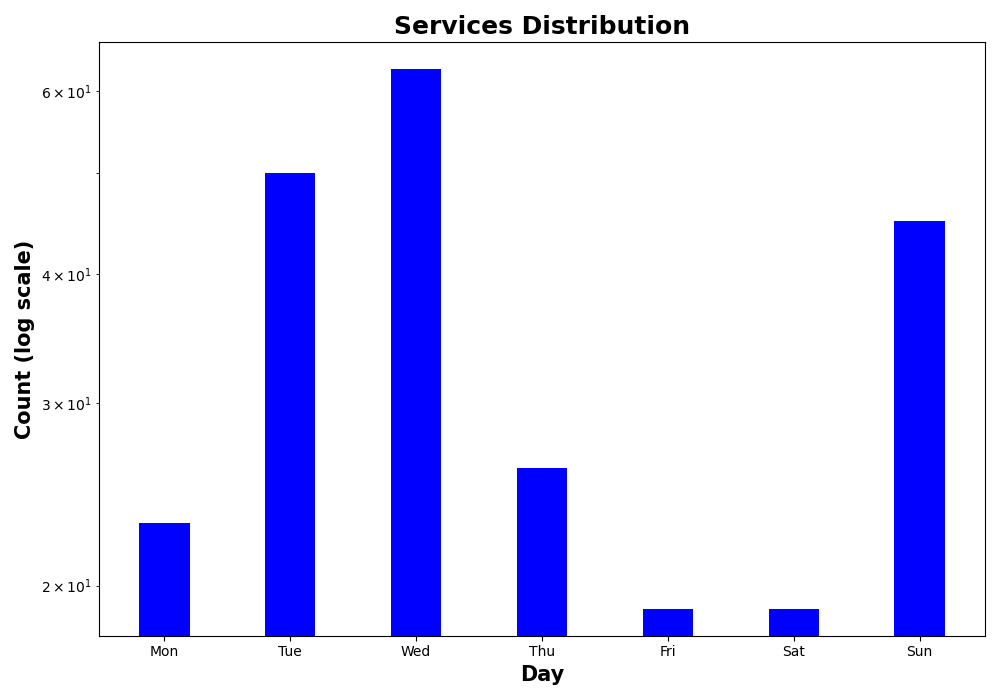 Services Distribution
Count (log scale)
6 × 10¹
4 × 10¹
3 × 10¹
2 × 10¹
Mon Tue Wed Thu Fri Sat Sun
Day